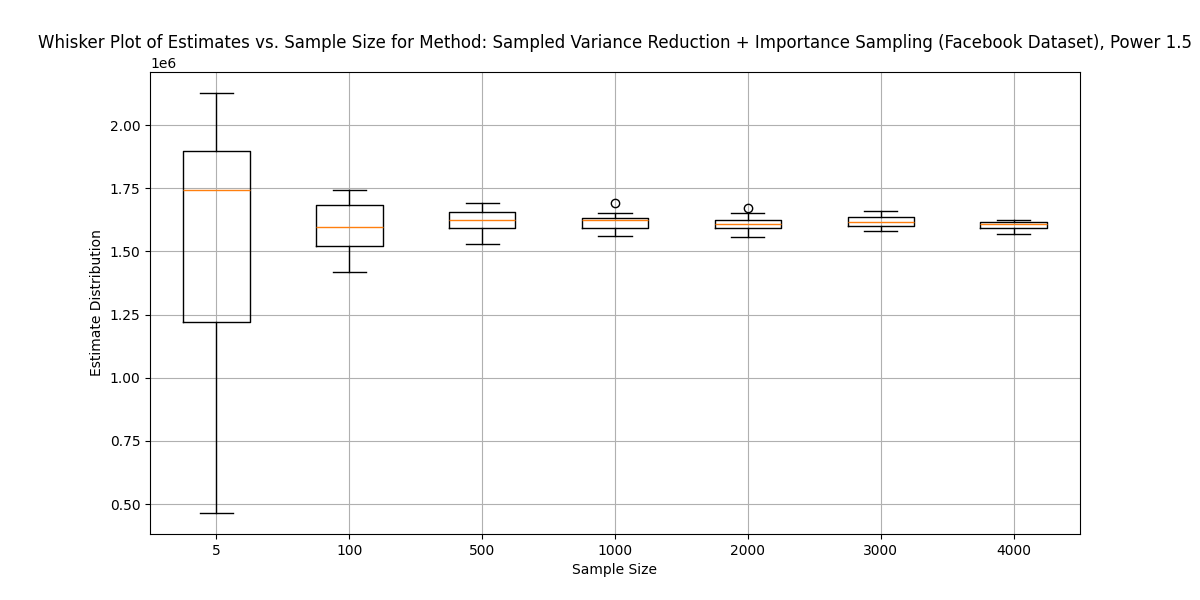 Whisker Plot of Estimates vs. Sample Size for Method: Sampled Variance Reduction + Importance Sampling (Facebook Dataset), Power 1.5
1e6
2.00
1.75
1.50
1.25
1.00
0.75
0.50
Estimate Distribution
5 100 500 1000 2000 3000 4000
Sample Size